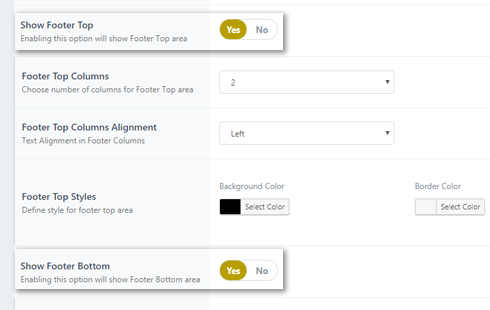 Show Footer Top
Enabling this option will show Footer Top area
Yes No
Footer Top Columns
Choose number of columns for Footer Top area
2
Footer Top Columns Alignment
Text Alignment in Footer Columns
Left
Footer Top Styles
Define style for footer top area
Background Color
Select Color
Border Color
Select Color
Show Footer Bottom
Enabling this option will show Footer Bottom area
Yes No